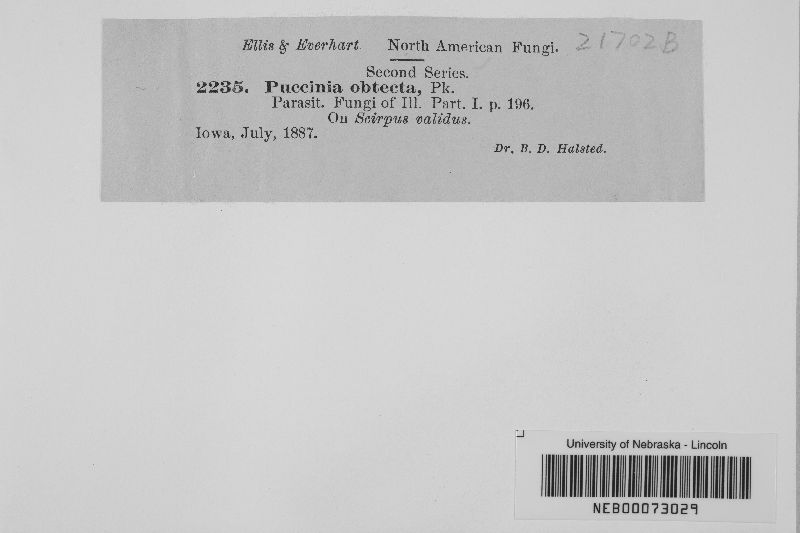 Ellis & Everhart. North American Fungi. 21702B
Second Series.
2235. Puccinia obtecta, Pk.
Parasit. Fungi of Ill. Part. I. p. 196.
On Scirpus validus.
Iowa, July, 1887.
Dr. B. D. Halsted.
University of Nebraska - Lincoln
NEB00073029